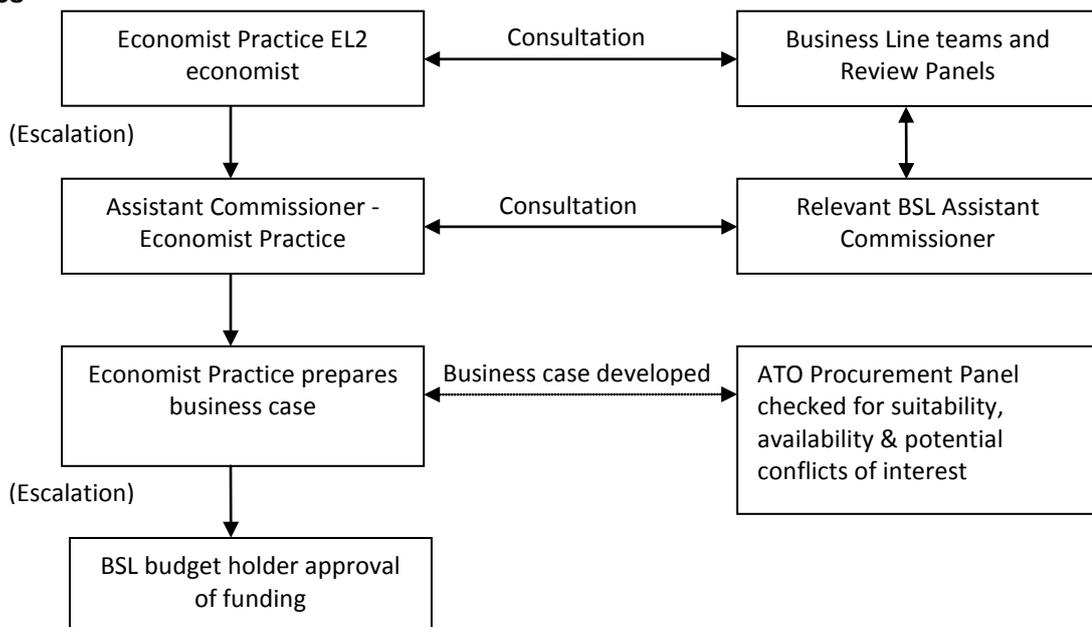 Economist Practice EL2
economist
Consultation
Business Line teams and
Review Panels
(Escalation)
Assistant Commissioner -
Economist Practice
Consultation
Relevant BSL Assistant
Commissioner
Economist Practice prepares
business case
Business case developed
ATO Procurement Panel
checked for suitability,
availability & potential
conflicts of interest
(Escalation)
BSL budget holder approval
of funding